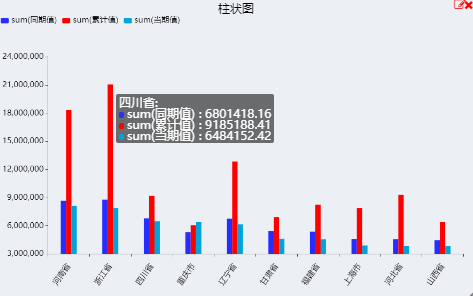 柱状图
sum(同期值) sum(累计值) sum(当期值)
24,000,000
21,000,000
18,000,000
15,000,000
12,000,000
9,000,000
6,000,000
3,000,000
四川省:
sum(同期值) : 6801418.16
sum(累计值) : 9185188.41
sum(当期值) : 6484152.42
河南省 浙江省 四川省 重庆市 辽宁省 甘肃省 福建省 上海市 河北省 山西省